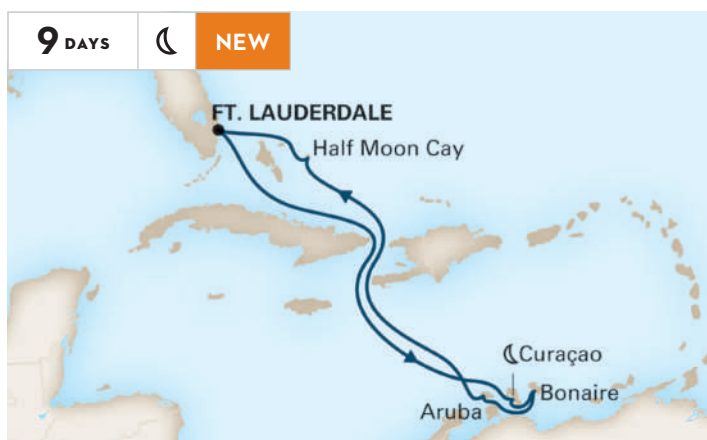 9 DAYS NEW
FT. LAUDERDALE
Half Moon Cay
Curaçao
Bonaire
Aruba